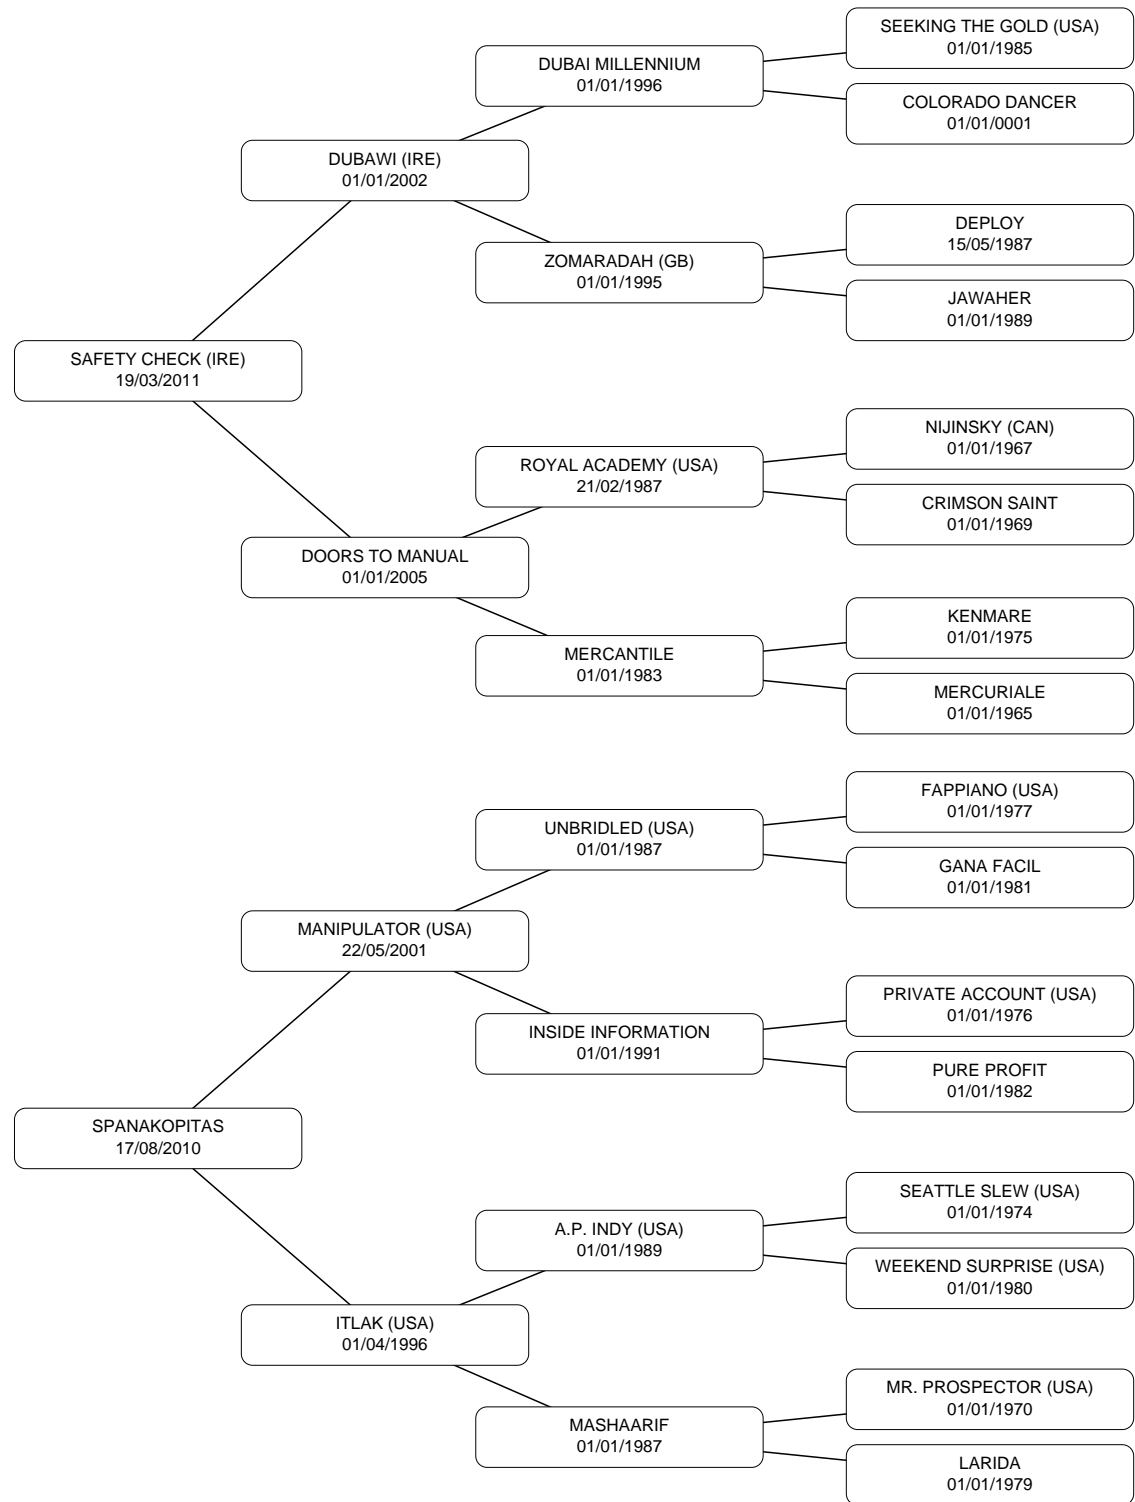 SEEKING THE GOLD (USA)
01/01/1985
DUBAI MILLENNIUM
01/01/1996
COLORADO DANCER
01/01/0001
DUBAWI (IRE)
01/01/2002
DEPLOY
15/05/1987
ZOMARADAH (GB)
01/01/1995
JAWAHER
01/01/1989
SAFETY CHECK (IRE)
19/03/2011
NIJINSKY (CAN)
01/01/1967
ROYAL ACADEMY (USA)
21/02/1987
CRIMSON SAINT
01/01/1969
DOORS TO MANUAL
01/01/2005
KENMARE
01/01/1975
MERCANTILE
01/01/1983
MERCURIALE
01/01/1965
FAPPIANO (USA)
01/01/1977
UNBRIDLED (USA)
01/01/1987
GANA FACIL
01/01/1981
MANIPULATOR (USA)
22/05/2001
PRIVATE ACCOUNT (USA)
01/01/1976
INSIDE INFORMATION
01/01/1991
PURE PROFIT
01/01/1982
SPANAKOPITAS
17/08/2010
SEATTLE SLEW (USA)
01/01/1974
A.P. INDY (USA)
01/01/1989
WEEKEND SURPRISE (USA)
01/01/1980
ITLAK (USA)
01/04/1996
MR. PROSPECTOR (USA)
01/01/1970
MASHAARIF
01/01/1987
LARIDA
01/01/1979